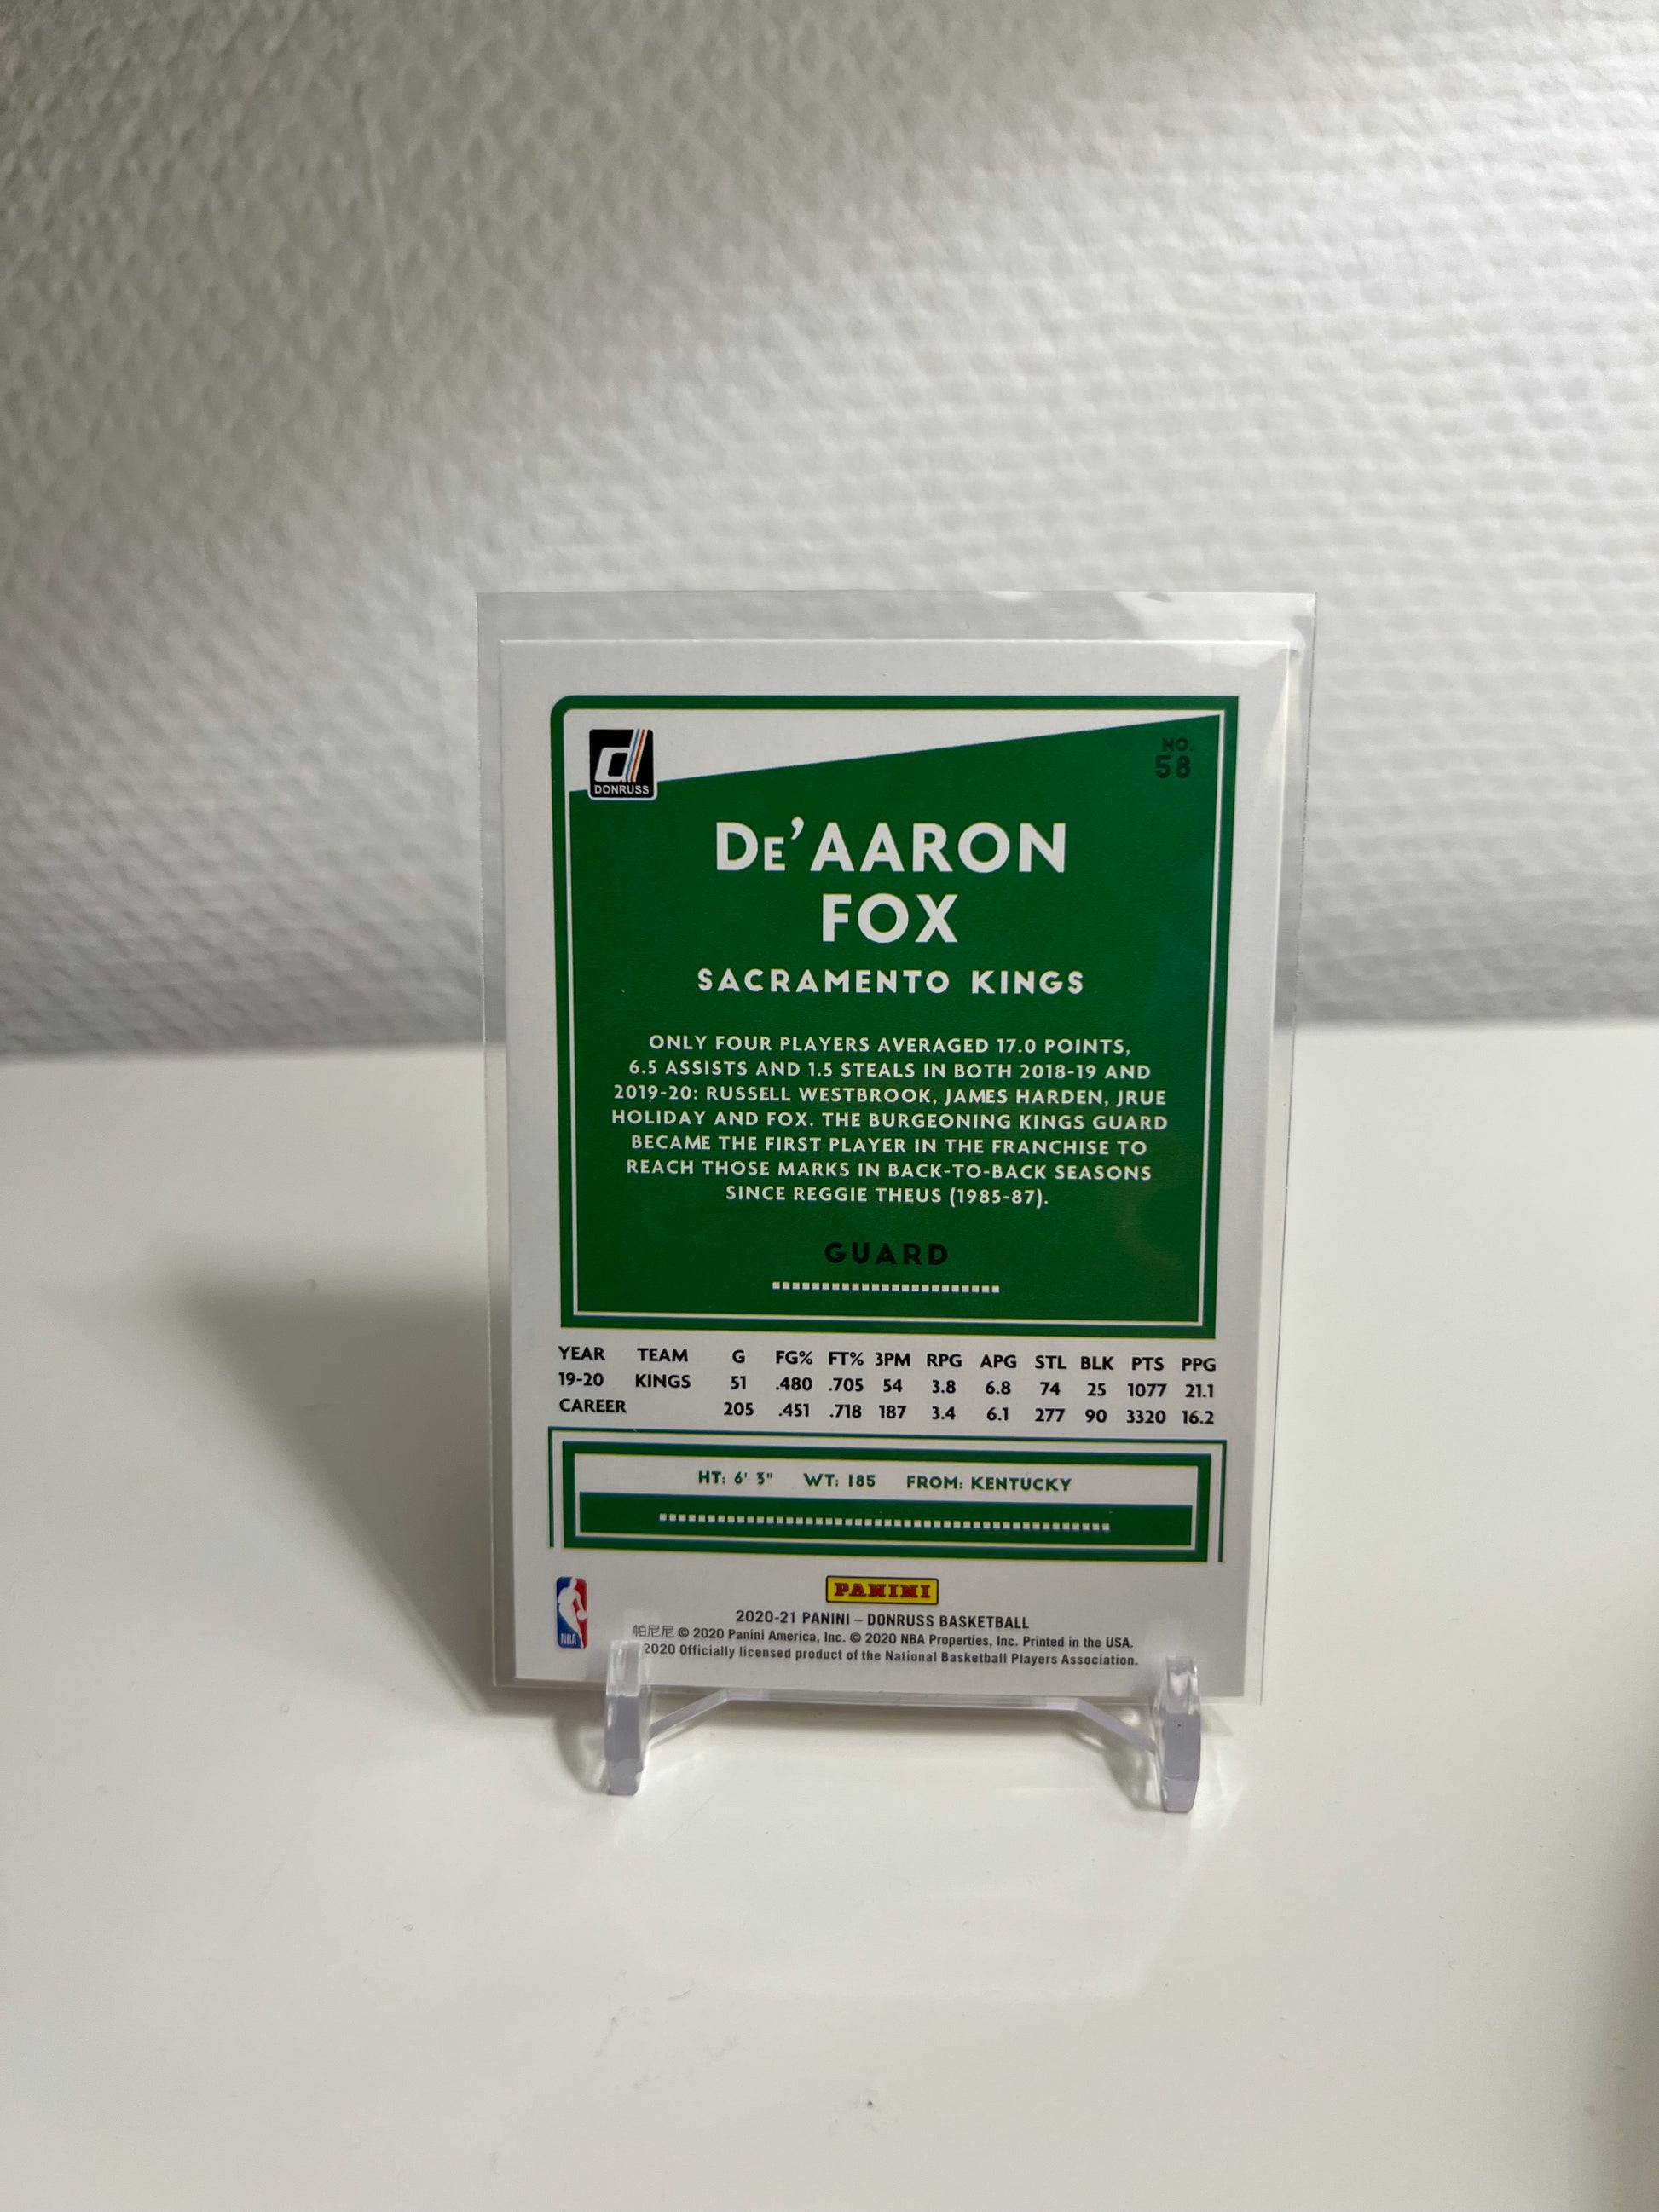 DONRUSS
NO.
58
De'AARON
FOX
SACRAMENTO KINGS
ONLY FOUR PLAYERS AVERAGED 17.0 POINTS,
6.5 ASSISTS AND 1.5 STEALS IN BOTH 2018-19 AND
2019-20: RUSSELL WESTBROOK, JAMES HARDEN, JRUE
HOLIDAY AND FOX. THE BURGEONING KINGS GUARD
BECAME THE FIRST PLAYER IN THE FRANCHISE TO
REACH THOSE MARKS IN BACK-TO-BACK SEASONS
SINCE REGGIE THEUS (1985-87).
GUARD
YEAR TEAM G FG% FT% 3PM RPG APG STL BLK PTS PPG
19-20 KINGS 51 .480 .705 54 3.8 6.8 74 25 1077 21.1
CAREER 205 .451 .718 187 3.4 6.1 277 90 3320 16.2
HT: 6' 3" WT: 185 FROM: KENTUCKY
PANINI
2020-21 PANINI – DONRUSS BASKETBALL
帕尼尼 © 2020 Panini America, Inc. © 2020 NBA Properties, Inc. Printed in the USA.
2020 Officially licensed product of the National Basketball Players Association.
NBA